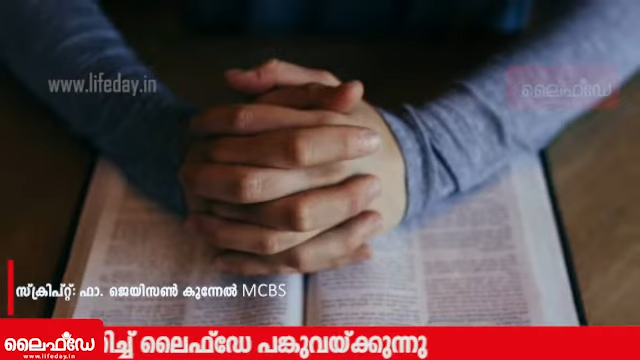 www.lifeday.in
ലൈഫ്ഡേ
സ്ക്രിപ്റ്റ്: ഫാ. ജെയിസൺ കുന്നേൽ MCBS
ലൈഫ്ഡേ
www.lifeday.in
ലൈഫ്ഡേ പങ്കുവയ്ക്കുന്നു